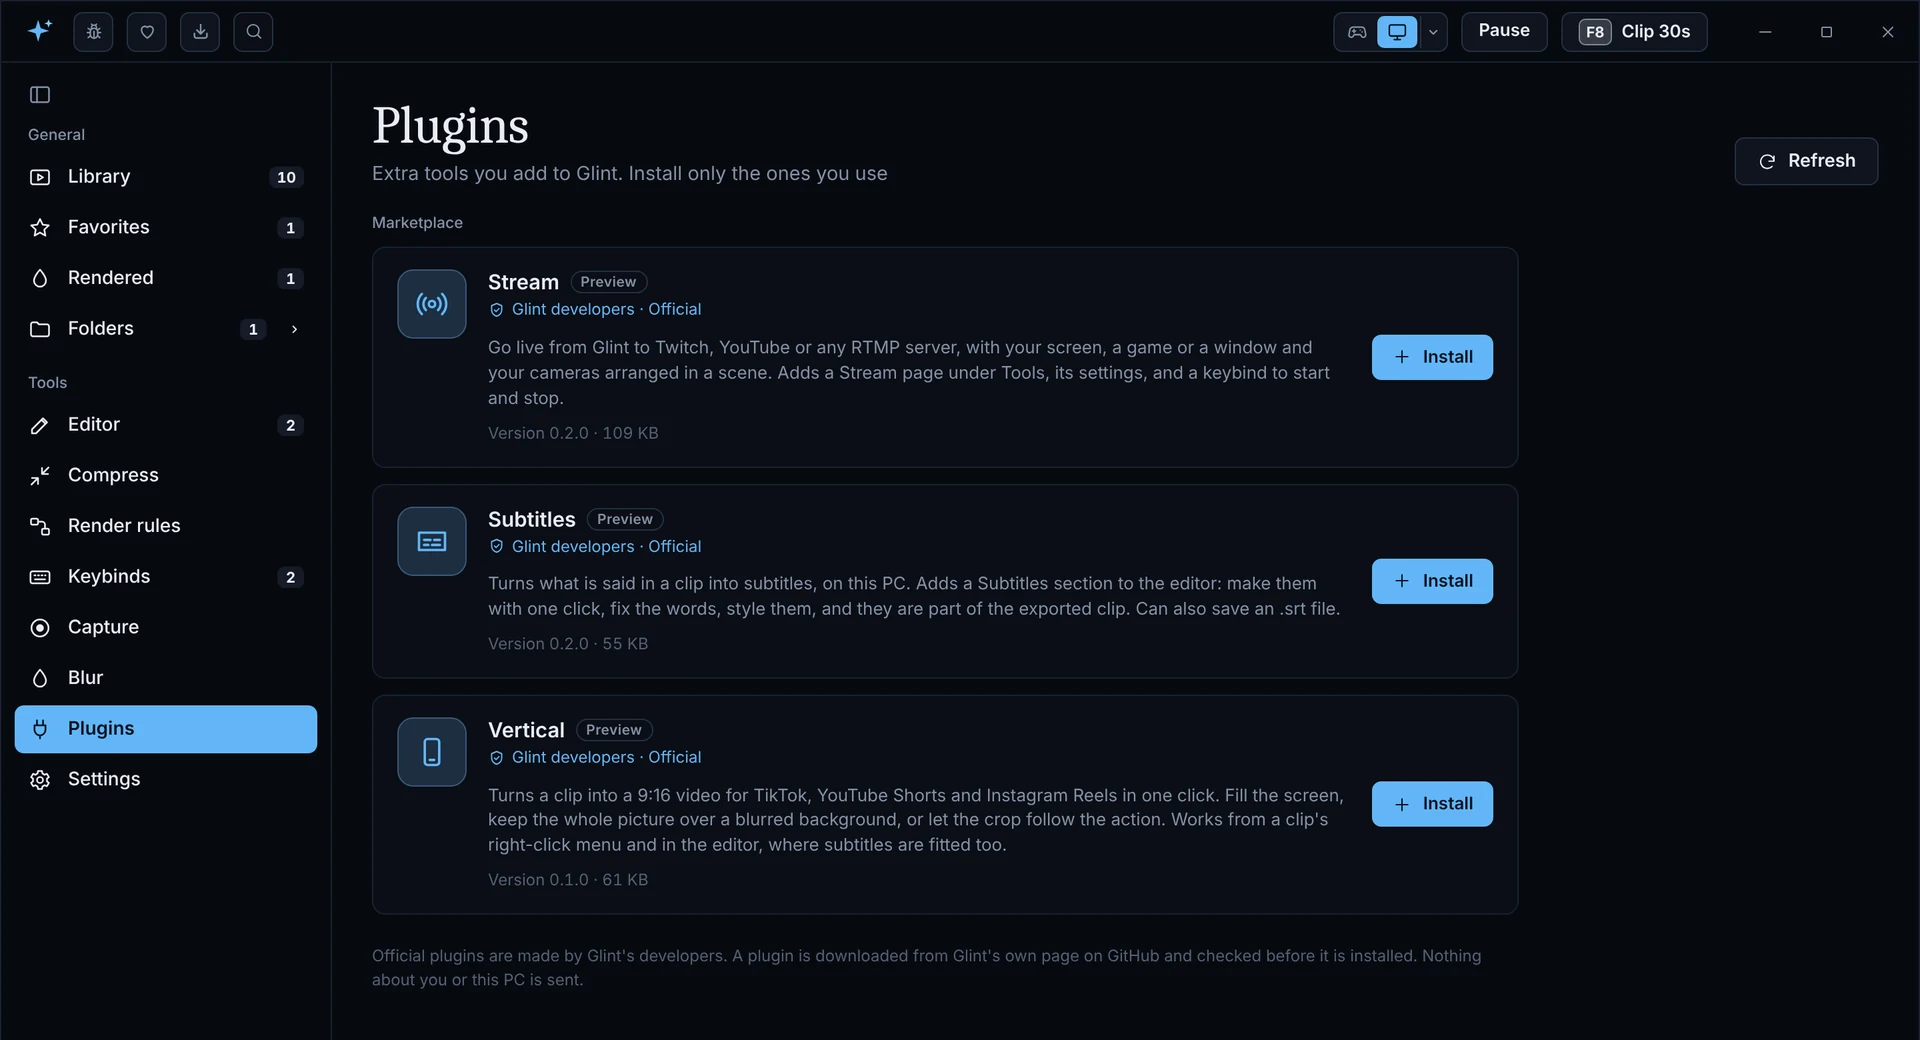 Pause
F8 Clip 30s
General
Library 10
Favorites 1
Rendered 1
Folders 1
Tools
Editor 2
Compress
Render rules
Keybinds 2
Capture
Blur
Plugins
Settings
Plugins
Extra tools you add to Glint. Install only the ones you use
Refresh
Marketplace
Stream Preview
Glint developers · Official
Go live from Glint to Twitch, YouTube or any RTMP server, with your screen, a game or a window and
your cameras arranged in a scene. Adds a Stream page under Tools, its settings, and a keybind to start
and stop.
Version 0.2.0 · 109 KB
Install
Subtitles Preview
Glint developers · Official
Turns what is said in a clip into subtitles, on this PC. Adds a Subtitles section to the editor: make them
with one click, fix the words, style them, and they are part of the exported clip. Can also save an .srt file.
Version 0.2.0 · 55 KB
Install
Vertical Preview
Glint developers · Official
Turns a clip into a 9:16 video for TikTok, YouTube Shorts and Instagram Reels in one click. Fill the screen,
keep the whole picture over a blurred background, or let the crop follow the action. Works from a clip's
right-click menu and in the editor, where subtitles are fitted too.
Version 0.1.0 · 61 KB
Install
Official plugins are made by Glint's developers. A plugin is downloaded from Glint's own page on GitHub and checked before it is installed. Nothing
about you or this PC is sent.